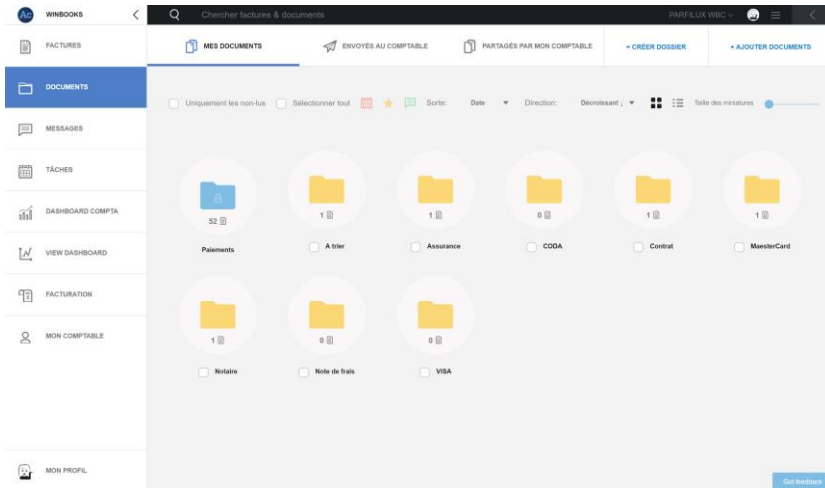 Ac WINBOOKS
Chercher factures & documents
PARFILUX WBC
FACTURES
MES DOCUMENTS
ENVOYÉS AU COMPTABLE
PARTAGÉS PAR MON COMPTABLE
+ CRÉER DOSSIER
+ AJOUTER DOCUMENTS
DOCUMENTS
Uniquement les non-lus
Sélectionner tout
Sorte:
Date
Direction:
Décroissant
Taille des miniatures
MESSAGES
TÂCHES
DASHBOARD COMPTA
VIEW DASHBOARD
FACTURATION
MON COMPTABLE
52
1
1
0
1
1
Paiements
A trier
Assurance
CODA
Contrat
MaesterCard
1
0
0
Notaire
Note de frais
VISA
MON PROFIL
Got feedback